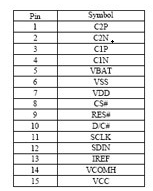 Pin Symbol
1 C2P
2 C2N
3 C1P
4 C1N
5 VBAT
6 VSS
7 VDD
8 CS#
9 RES#
10 D/C#
11 SCLK
12 SDIN
13 IREF
14 VCOMH
15 VCC